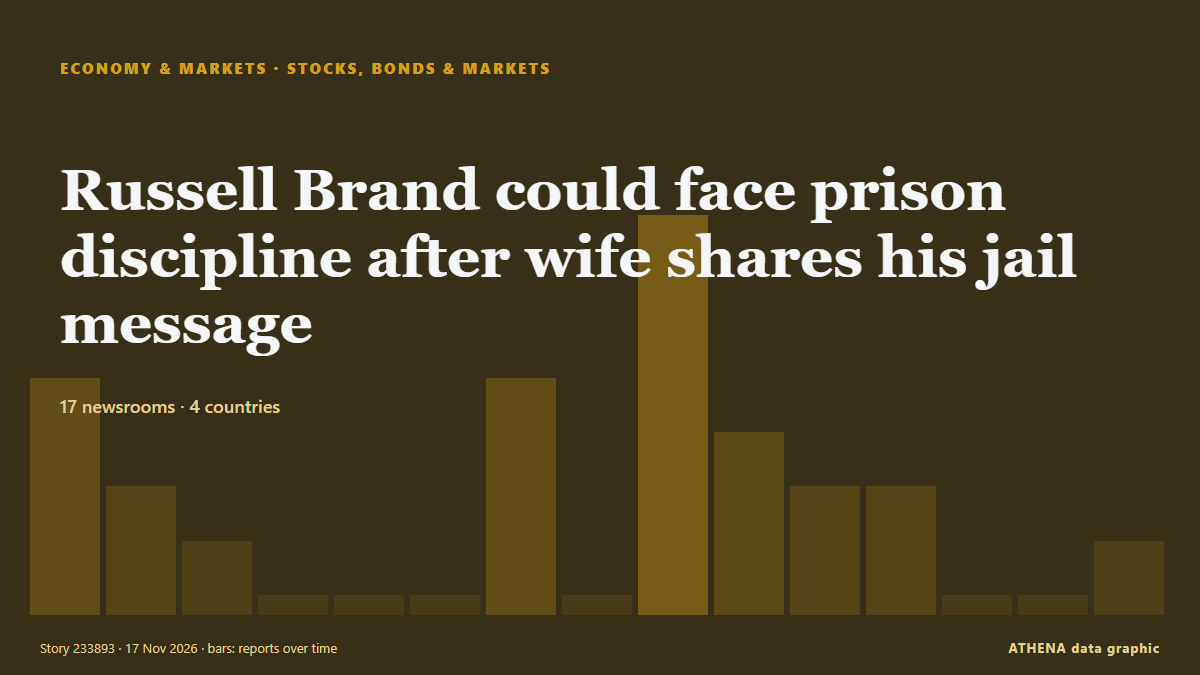 ECONOMY & MARKETS · STOCKS, BONDS & MARKETS
Russell Brand could face prison
discipline after wife shares his jail
message
17 newsrooms · 4 countries
Story 233893 · 17 Nov 2026 · bars: reports over time
ATHENA data graphic